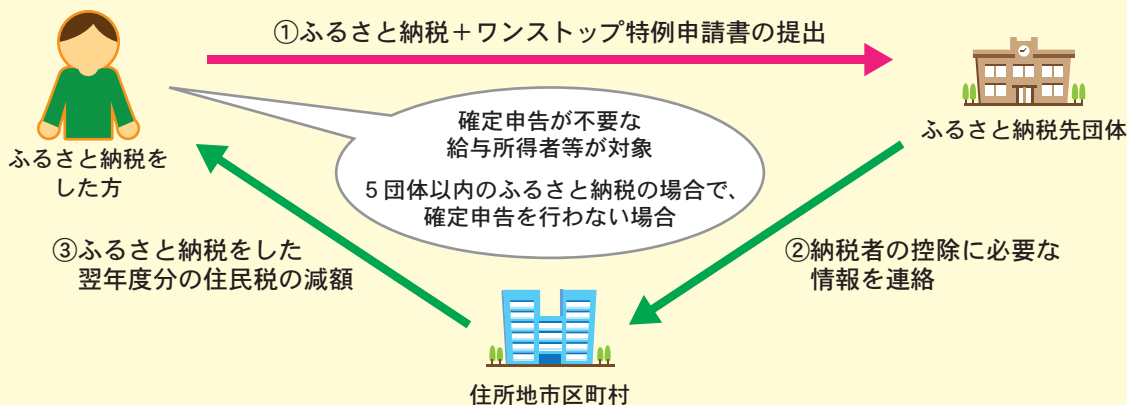 ①ふるさと納税＋ワンストップ特例申請書の提出
確定申告が不要な
給与所得者等が対象
5団体以内のふるさと納税の場合で、
確定申告を行わない場合
ふるさと納税を
した方
ふるさと納税先団体
③ふるさと納税をした
翌年度分の住民税の減額
②納税者の控除に必要な
情報を連絡
住所地市区町村